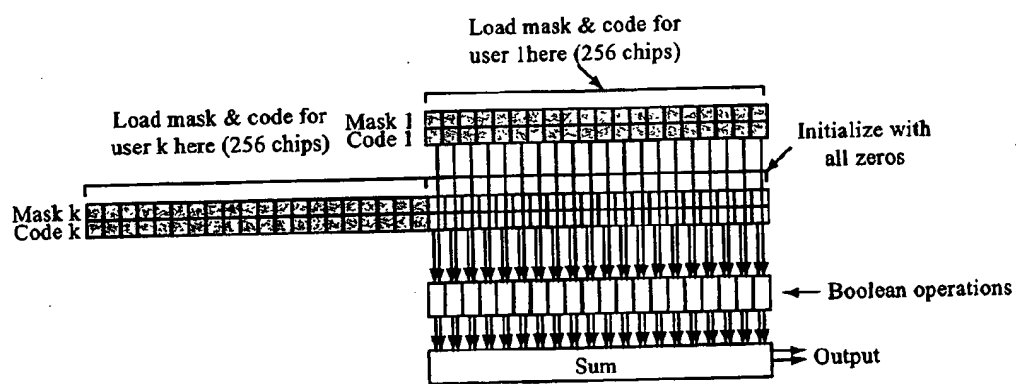 Load mask & code for
user 1here (256 chips)
Load mask & code for
user k here (256 chips)
Mask 1
Code 1
Initialize with
all zeros
Mask k
Code k
Boolean operations
Sum
Output